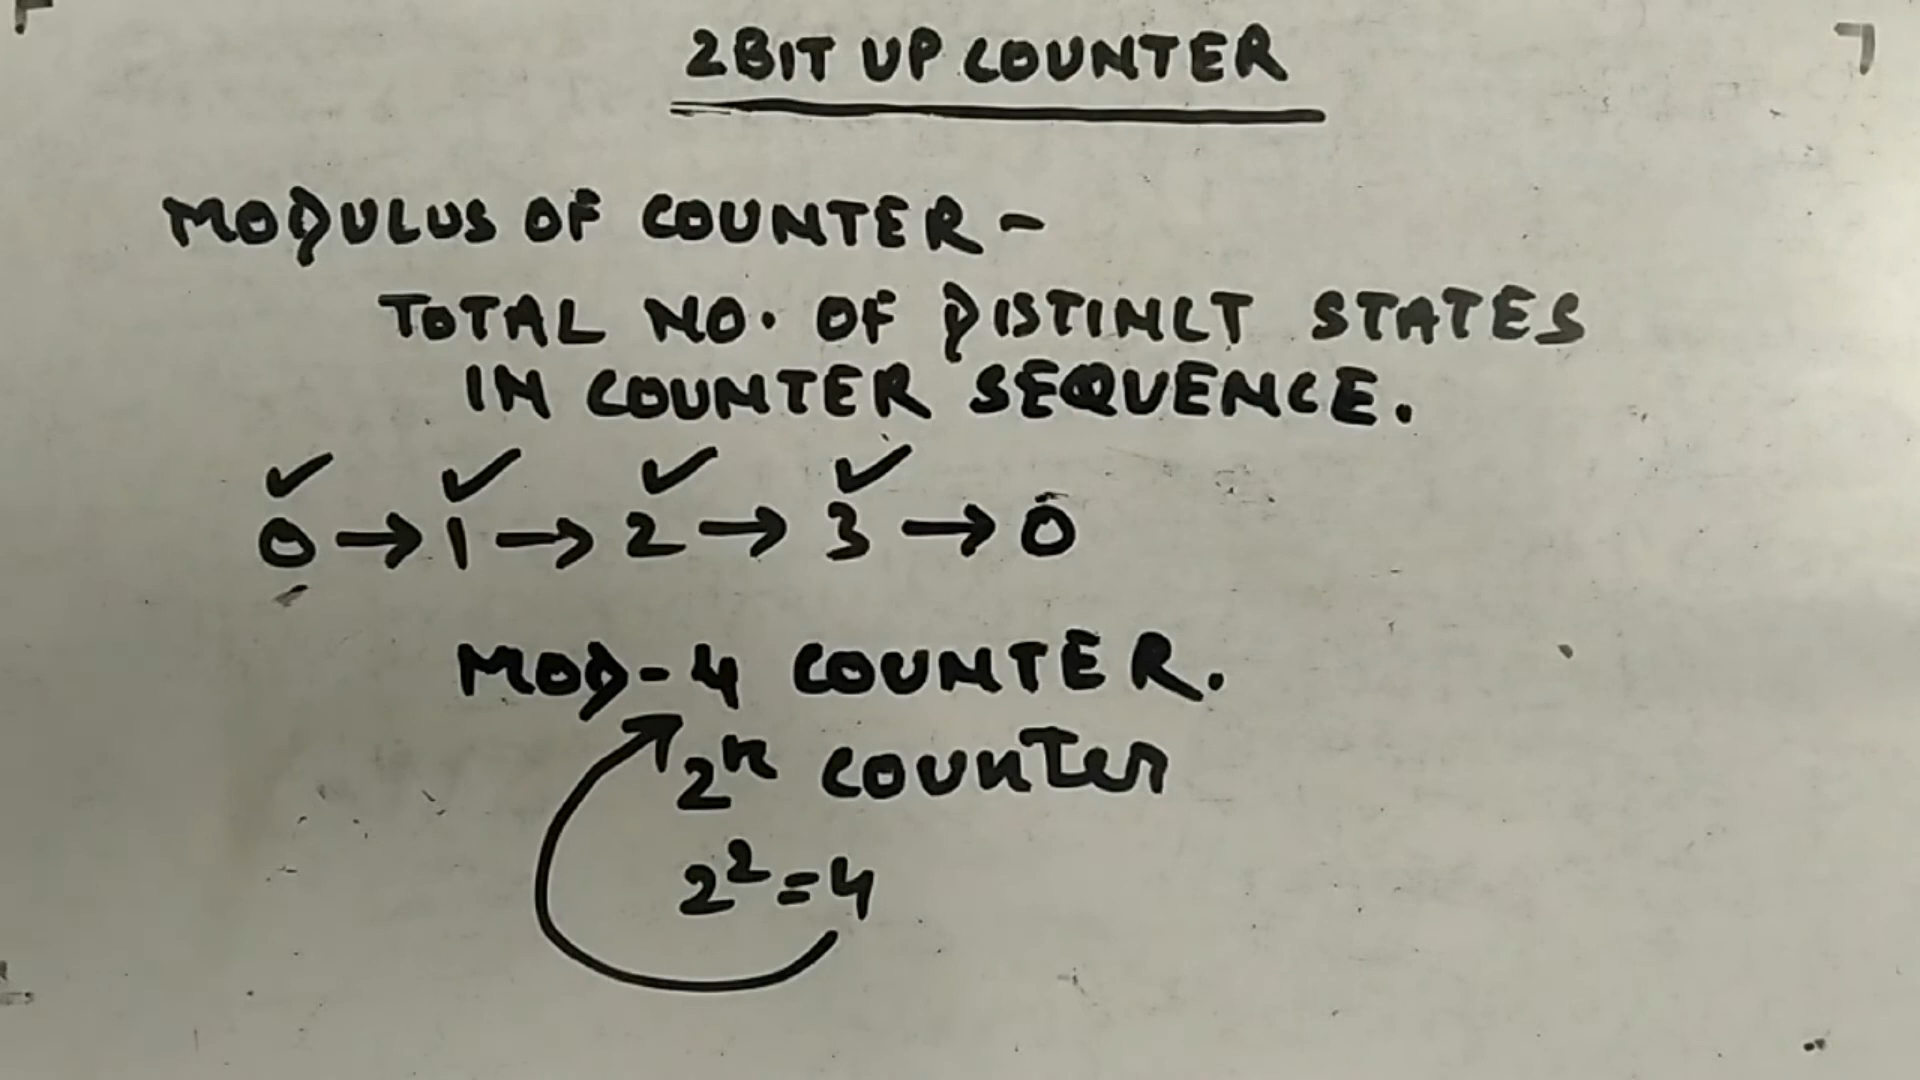 2BIT UP COUNTER
MODULUS OF COUNTER -
TOTAL NO. OF DISTINCT STATES
IN COUNTER SEQUENCE.
✓ ✓ ✓ ✓
0 → 1 → 2 → 3 → 0
MOD-4 COUNTER.
2ⁿ counter
2² = 4